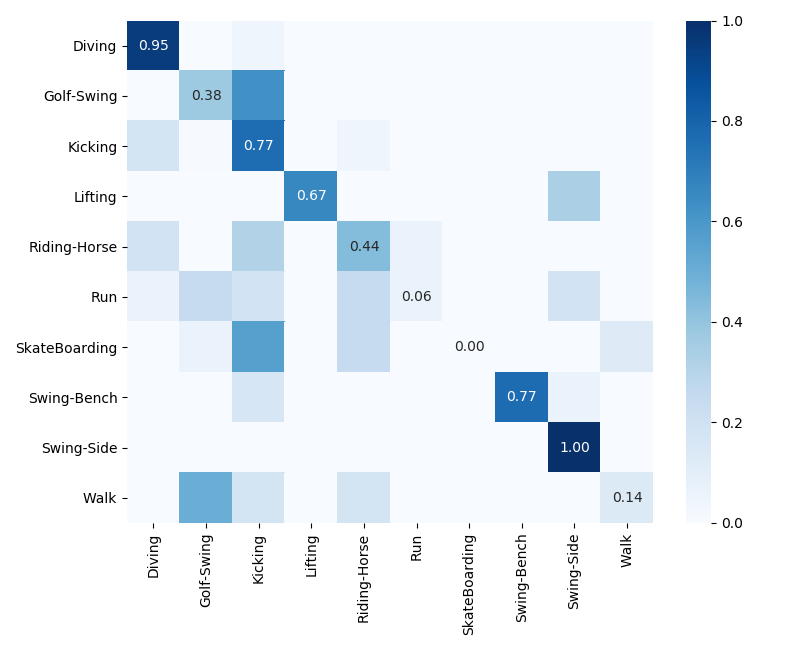 1.0
Diving 0.95
Golf-Swing 0.38
0.8
Kicking 0.77
Lifting 0.67
0.6
Riding-Horse 0.44
0.4
Run 0.06
SkateBoarding 0.00
Swing-Bench 0.77
0.2
Swing-Side 1.00
Walk 0.14
0.0
Diving
Golf-Swing
Kicking
Lifting
Riding-Horse
Run
SkateBoarding
Swing-Bench
Swing-Side
Walk